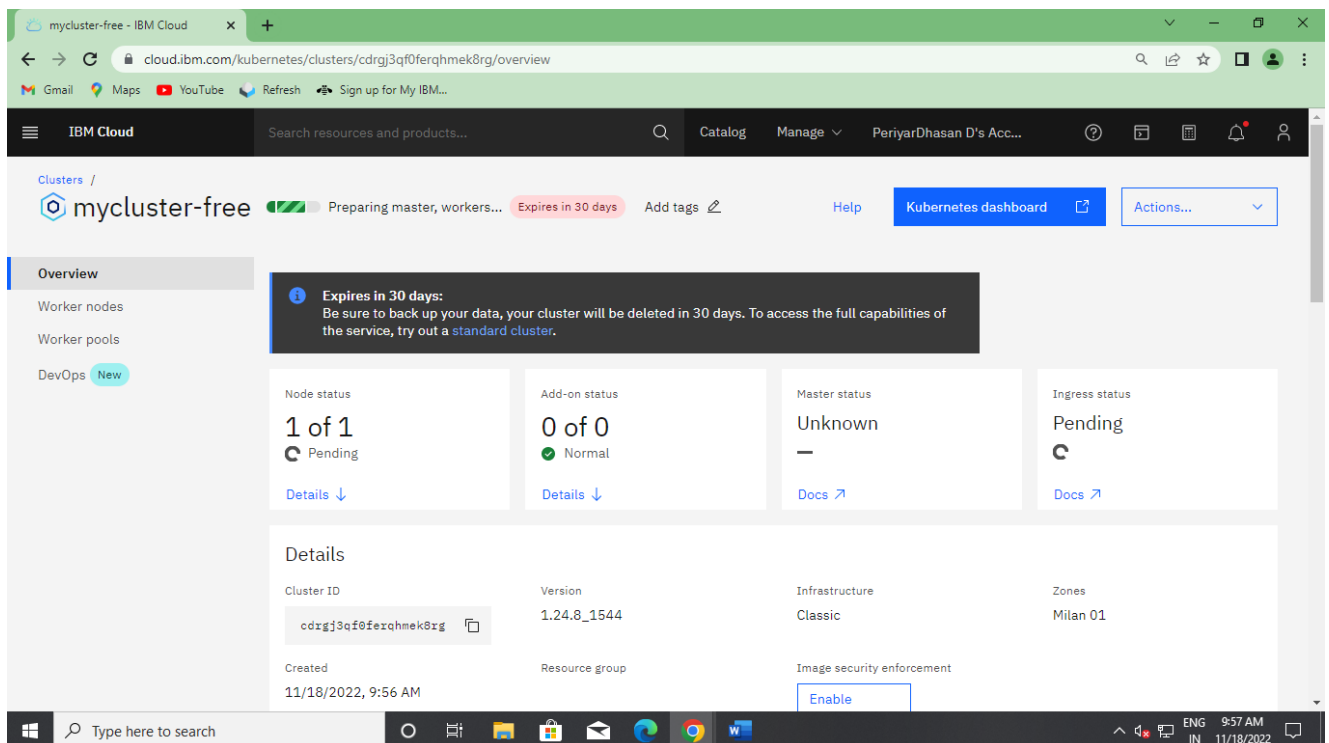 mycluster-free - IBM Cloud
cloud.ibm.com/kubernetes/clusters/cdrgj3qf0ferqhmek8rg/overview
Gmail Maps YouTube Refresh Sign up for My IBM...
IBM Cloud Search resources and products... Catalog Manage PeriyarDhasan D's Acc...
Clusters /
mycluster-free Preparing master, workers... Expires in 30 days Add tags Help Kubernetes dashboard Actions...
Overview
Worker nodes
Worker pools
DevOps New
Expires in 30 days:
Be sure to back up your data, your cluster will be deleted in 30 days. To access the full capabilities of
the service, try out a standard cluster.
Node status
1 of 1
Pending
Details
Add-on status
0 of 0
Normal
Details
Master status
Unknown
Docs
Ingress status
Pending
Docs
Details
Cluster ID
cdrgj3qf0ferqhmek8rg
Version
1.24.8_1544
Infrastructure
Classic
Zones
Milan 01
Created
11/18/2022, 9:56 AM
Resource group
Image security enforcement
Enable
Type here to search
ENG
IN
9:57 AM
11/18/2022